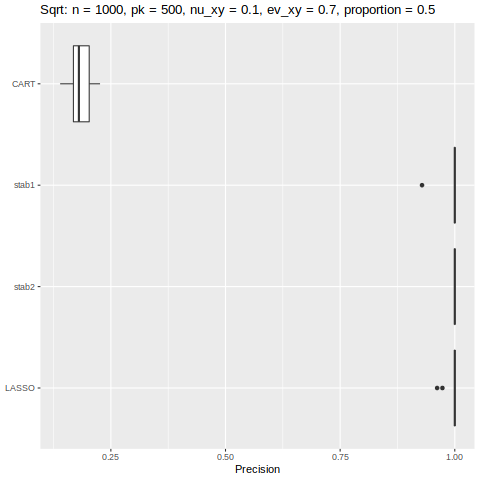 Sqrt: n = 1000, pk = 500, nu_xy = 0.1, ev_xy = 0.7, proportion = 0.5
CART
stab1
stab2
LASSO
0.25
0.50
0.75
1.00
Precision